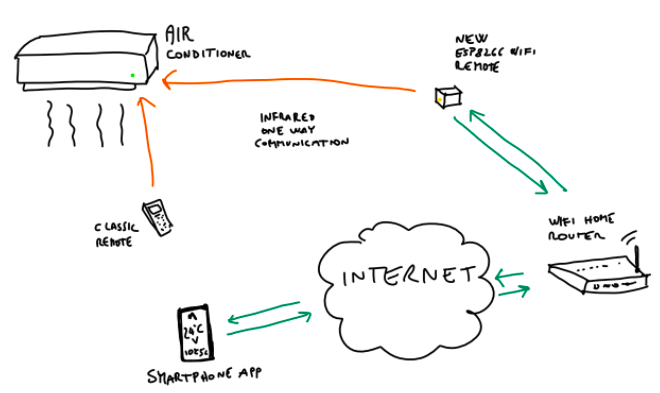 AIR
CONDITIONER
NEW
ESP8266 WIFI
REMOTE
INFRARED
ONE WAY
COMMUNICATION
CLASSIC
REMOTE
WIFI HOME
ROUTER
INTERNET
24°C
SMARTPHONE APP